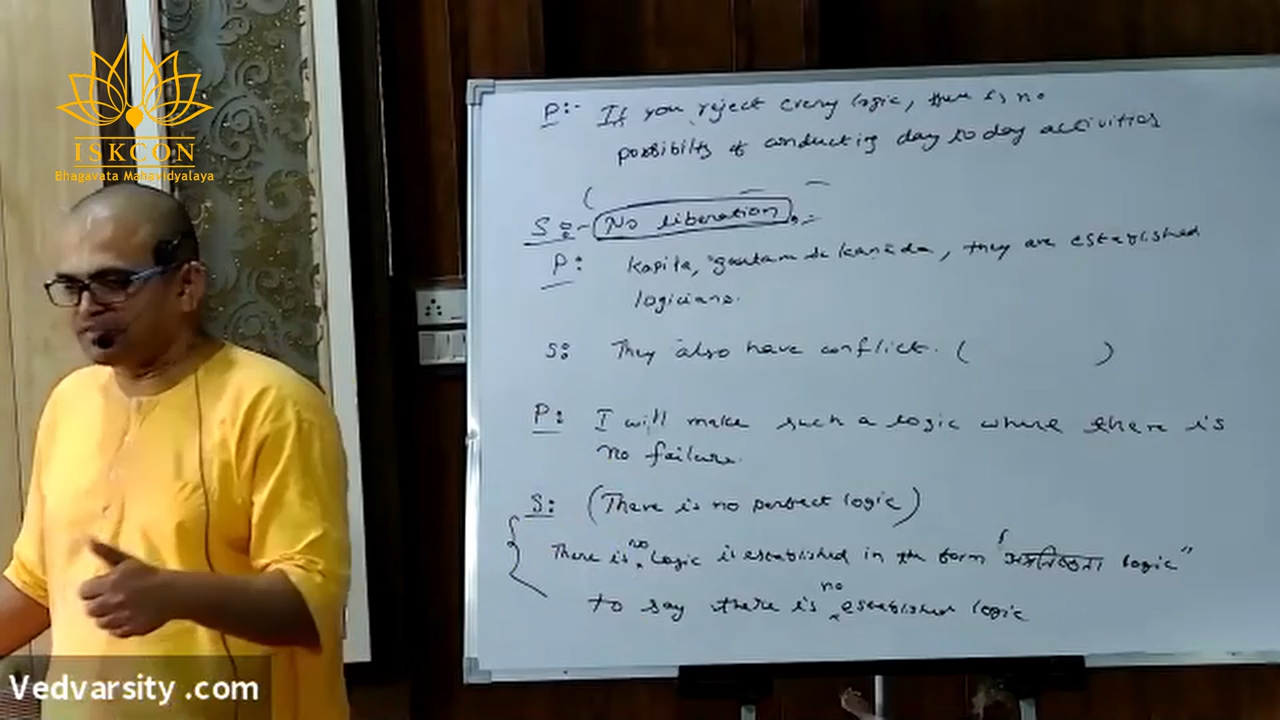 ISKCON
Bhagavata Mahavidyalaya
P:- If you reject every logic, there is no
possibilty of conducting day to day activities
S:- No liberation.
P: Kapila, gautam & kanada, they are established
logicians.
S: They also have conflict. ( )
P: I will make such a logic where there is
no failure.
S: (There is no perfect logic)
There is no logic is established in the form "अप्रतिष्ठिता logic"
to say there is no established logic
Vedvarsity .com